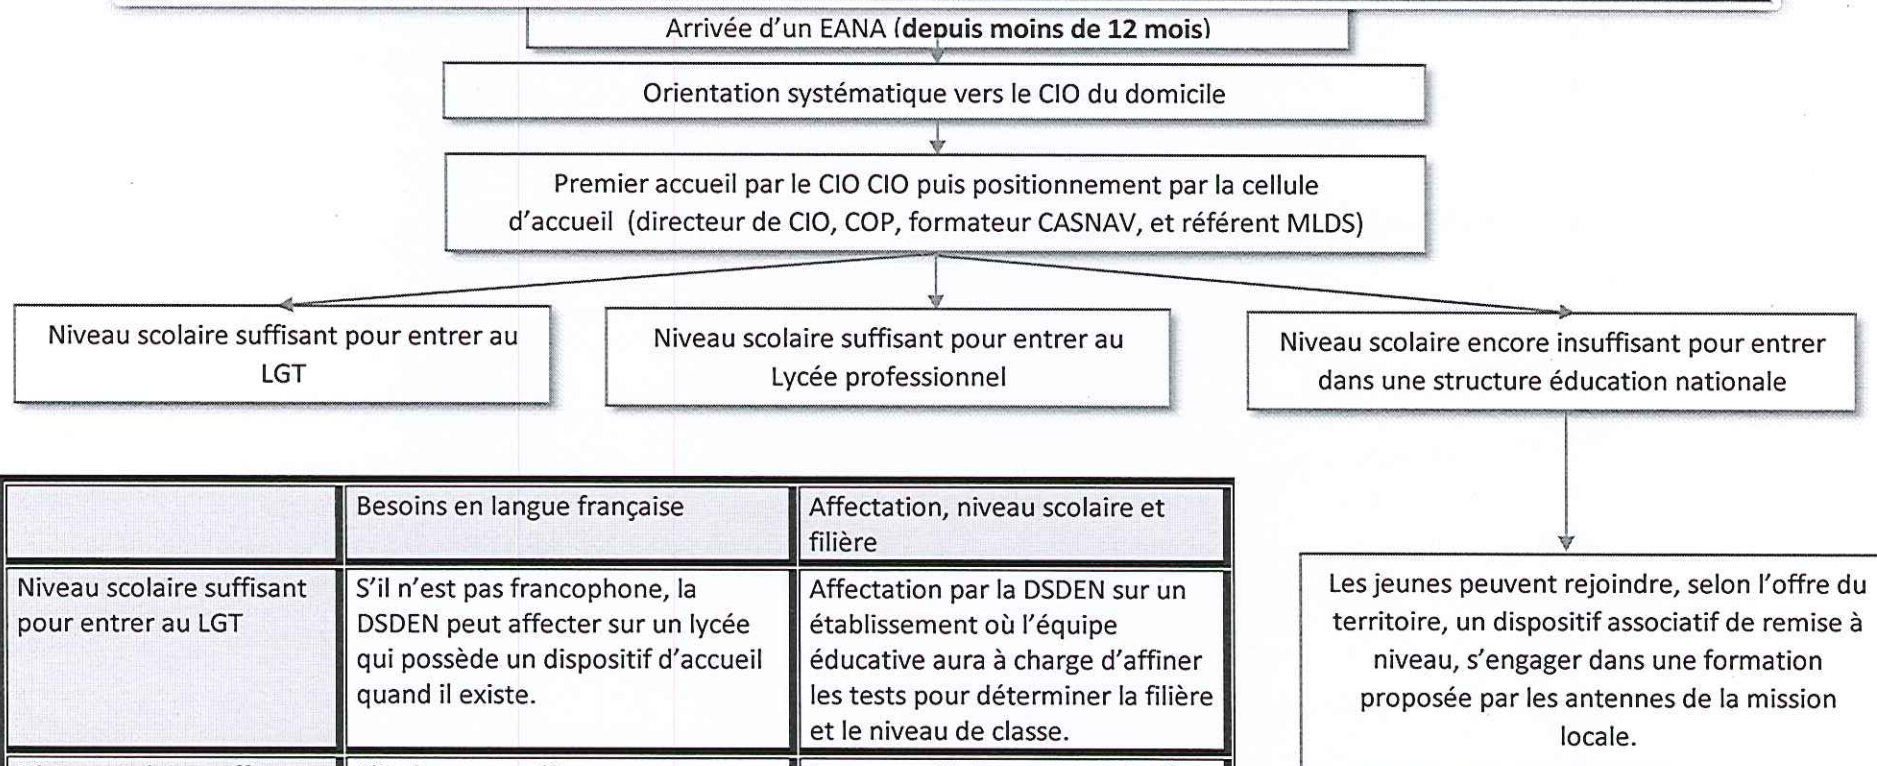 Arrivée d'un EANA (depuis moins de 12 mois)
Orientation systématique vers le CIO du domicile
Premier accueil par le CIO CIO puis positionnement par la cellule
d'accueil (directeur de CIO, COP, formateur CASNAV, et référent MLDS)
Niveau scolaire suffisant pour entrer au
LGT
Niveau scolaire suffisant pour entrer au
Lycée professionnel
Niveau scolaire encore insuffisant pour entrer
dans une structure éducation nationale
Besoins en langue française
Affectation, niveau scolaire et
filière
Niveau scolaire suffisant
pour entrer au LGT
S'il n'est pas francophone, la
DSDEN peut affecter sur un lycée
qui possède un dispositif d'accueil
quand il existe.
Affectation par la DSDEN sur un
établissement où l'équipe
éducative aura à charge d'affiner
les tests pour déterminer la filière
et le niveau de classe.
Les jeunes peuvent rejoindre, selon l'offre du
territoire, un dispositif associatif de remise à
niveau, s'engager dans une formation
proposée par les antennes de la mission
locale.